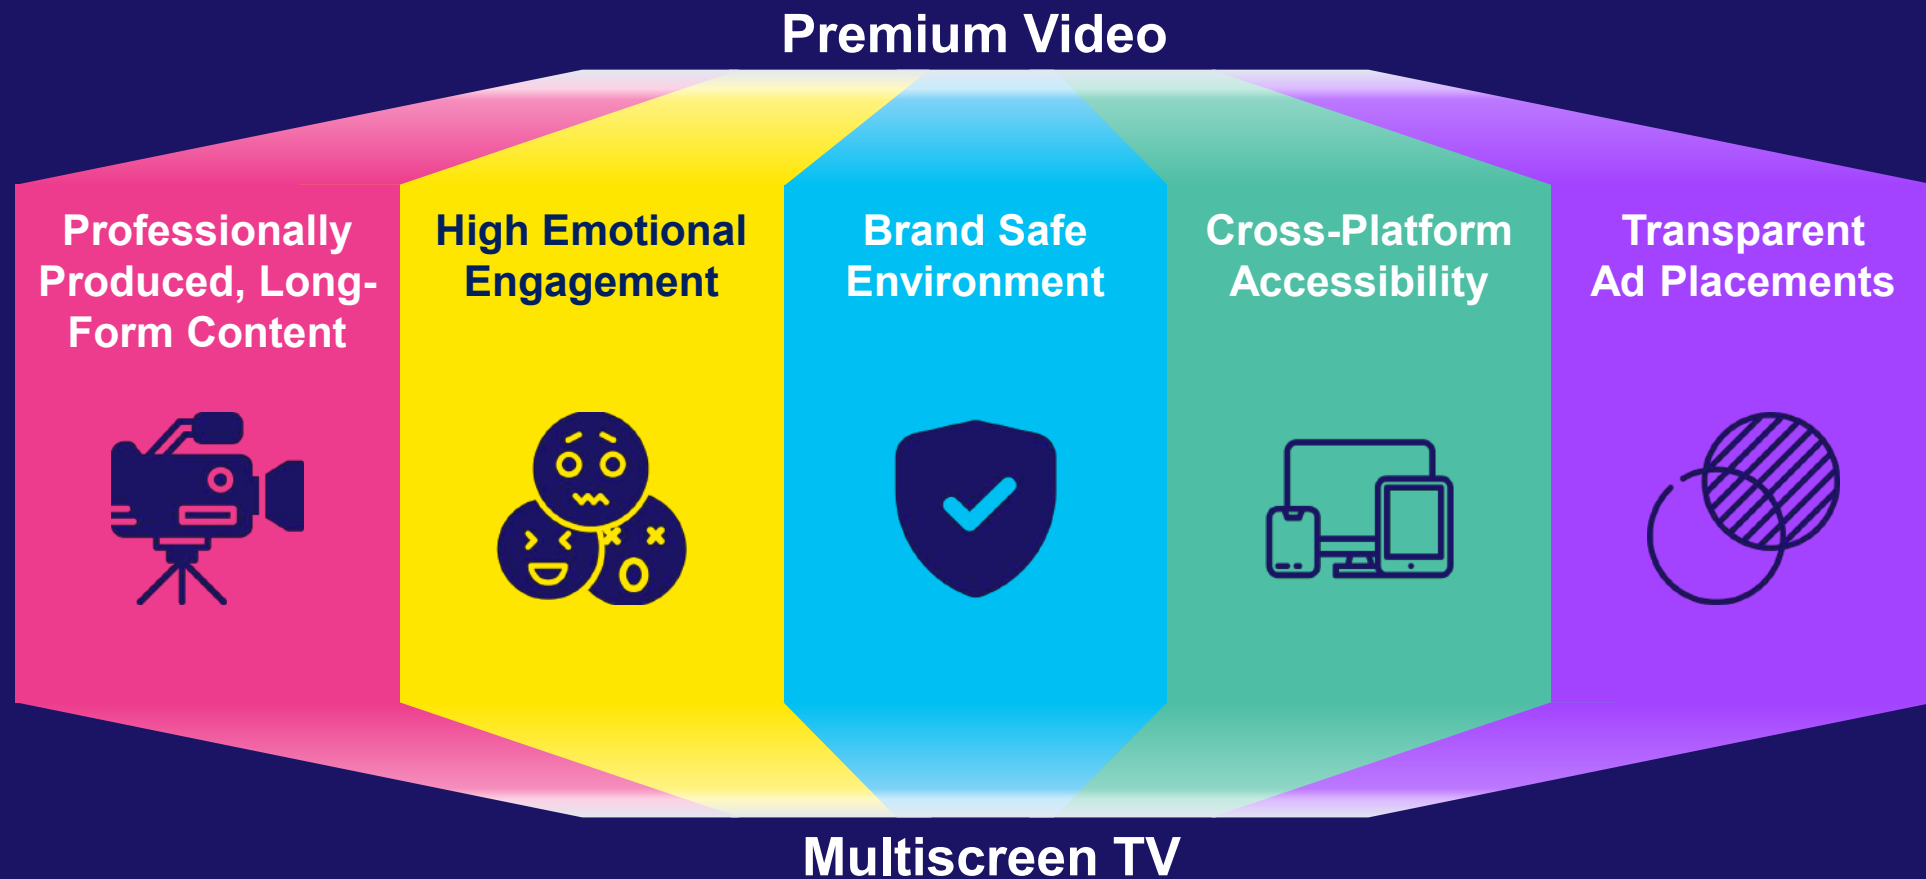 Premium Video
Professionally
Produced, Long-
Form Content
High Emotional
Engagement
Brand Safe
Environment
Cross-Platform
Accessibility
Transparent
Ad Placements
Multiscreen TV